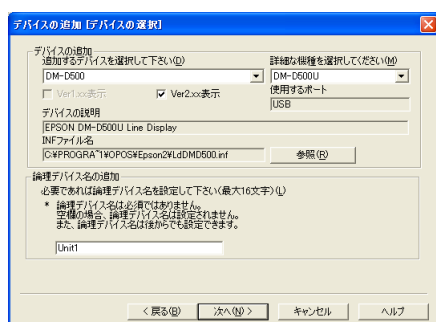 デバイスの追加 [デバイスの選択]
デバイスの追加
追加するデバイスを選択して下さい(D)
詳細な機種を選択してください(M)
DM-D500
DM-D500U
Ver1.xx表示
Ver2.xx表示
使用するポート
USB
デバイスの説明
EPSON DM-D500U Line Display
INFファイル名
C:¥PROGRA~1¥OPOS¥Epson2¥LdDMD500.inf
参照(R)
論理デバイス名の追加
必要であれば論理デバイス名を設定して下さい(最大16文字)(L)
* 論理デバイス名は必須ではありません。
空欄の場合、論理デバイス名は設定されません。
また、論理デバイス名は後からでも設定できます。
Unit1
< 戻る(B)
次へ(N) >
キャンセル
ヘルプ